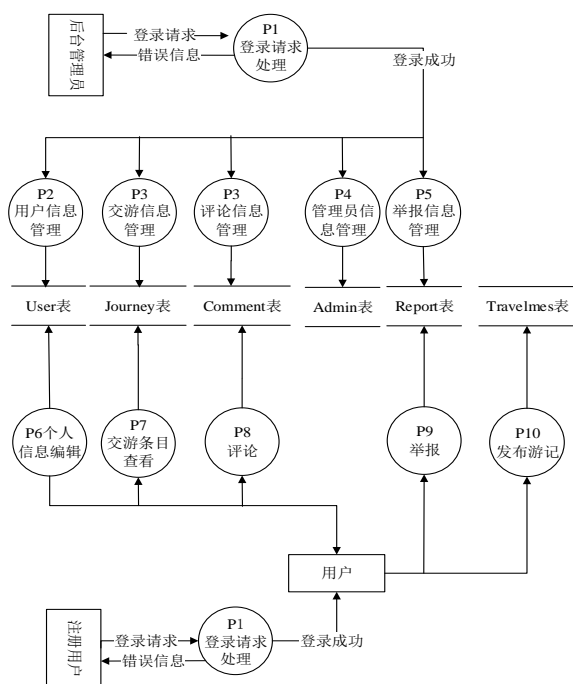 后台管理员
登录请求
错误信息
P1
登录请求
处理
登录成功
P2
用户信息
管理
P3
交游信息
管理
P3
评论信息
管理
P4
管理员信
息管理
P5
举报信息
管理
User表
Journey表
Comment表
Admin表
Report表
Travelmes表
P6个人
信息编辑
P7
交游条目
查看
P8
评论
P9
举报
P10
发布游记
用户
注册用户
登录请求
错误信息
P1
登录请求
处理
登录成功